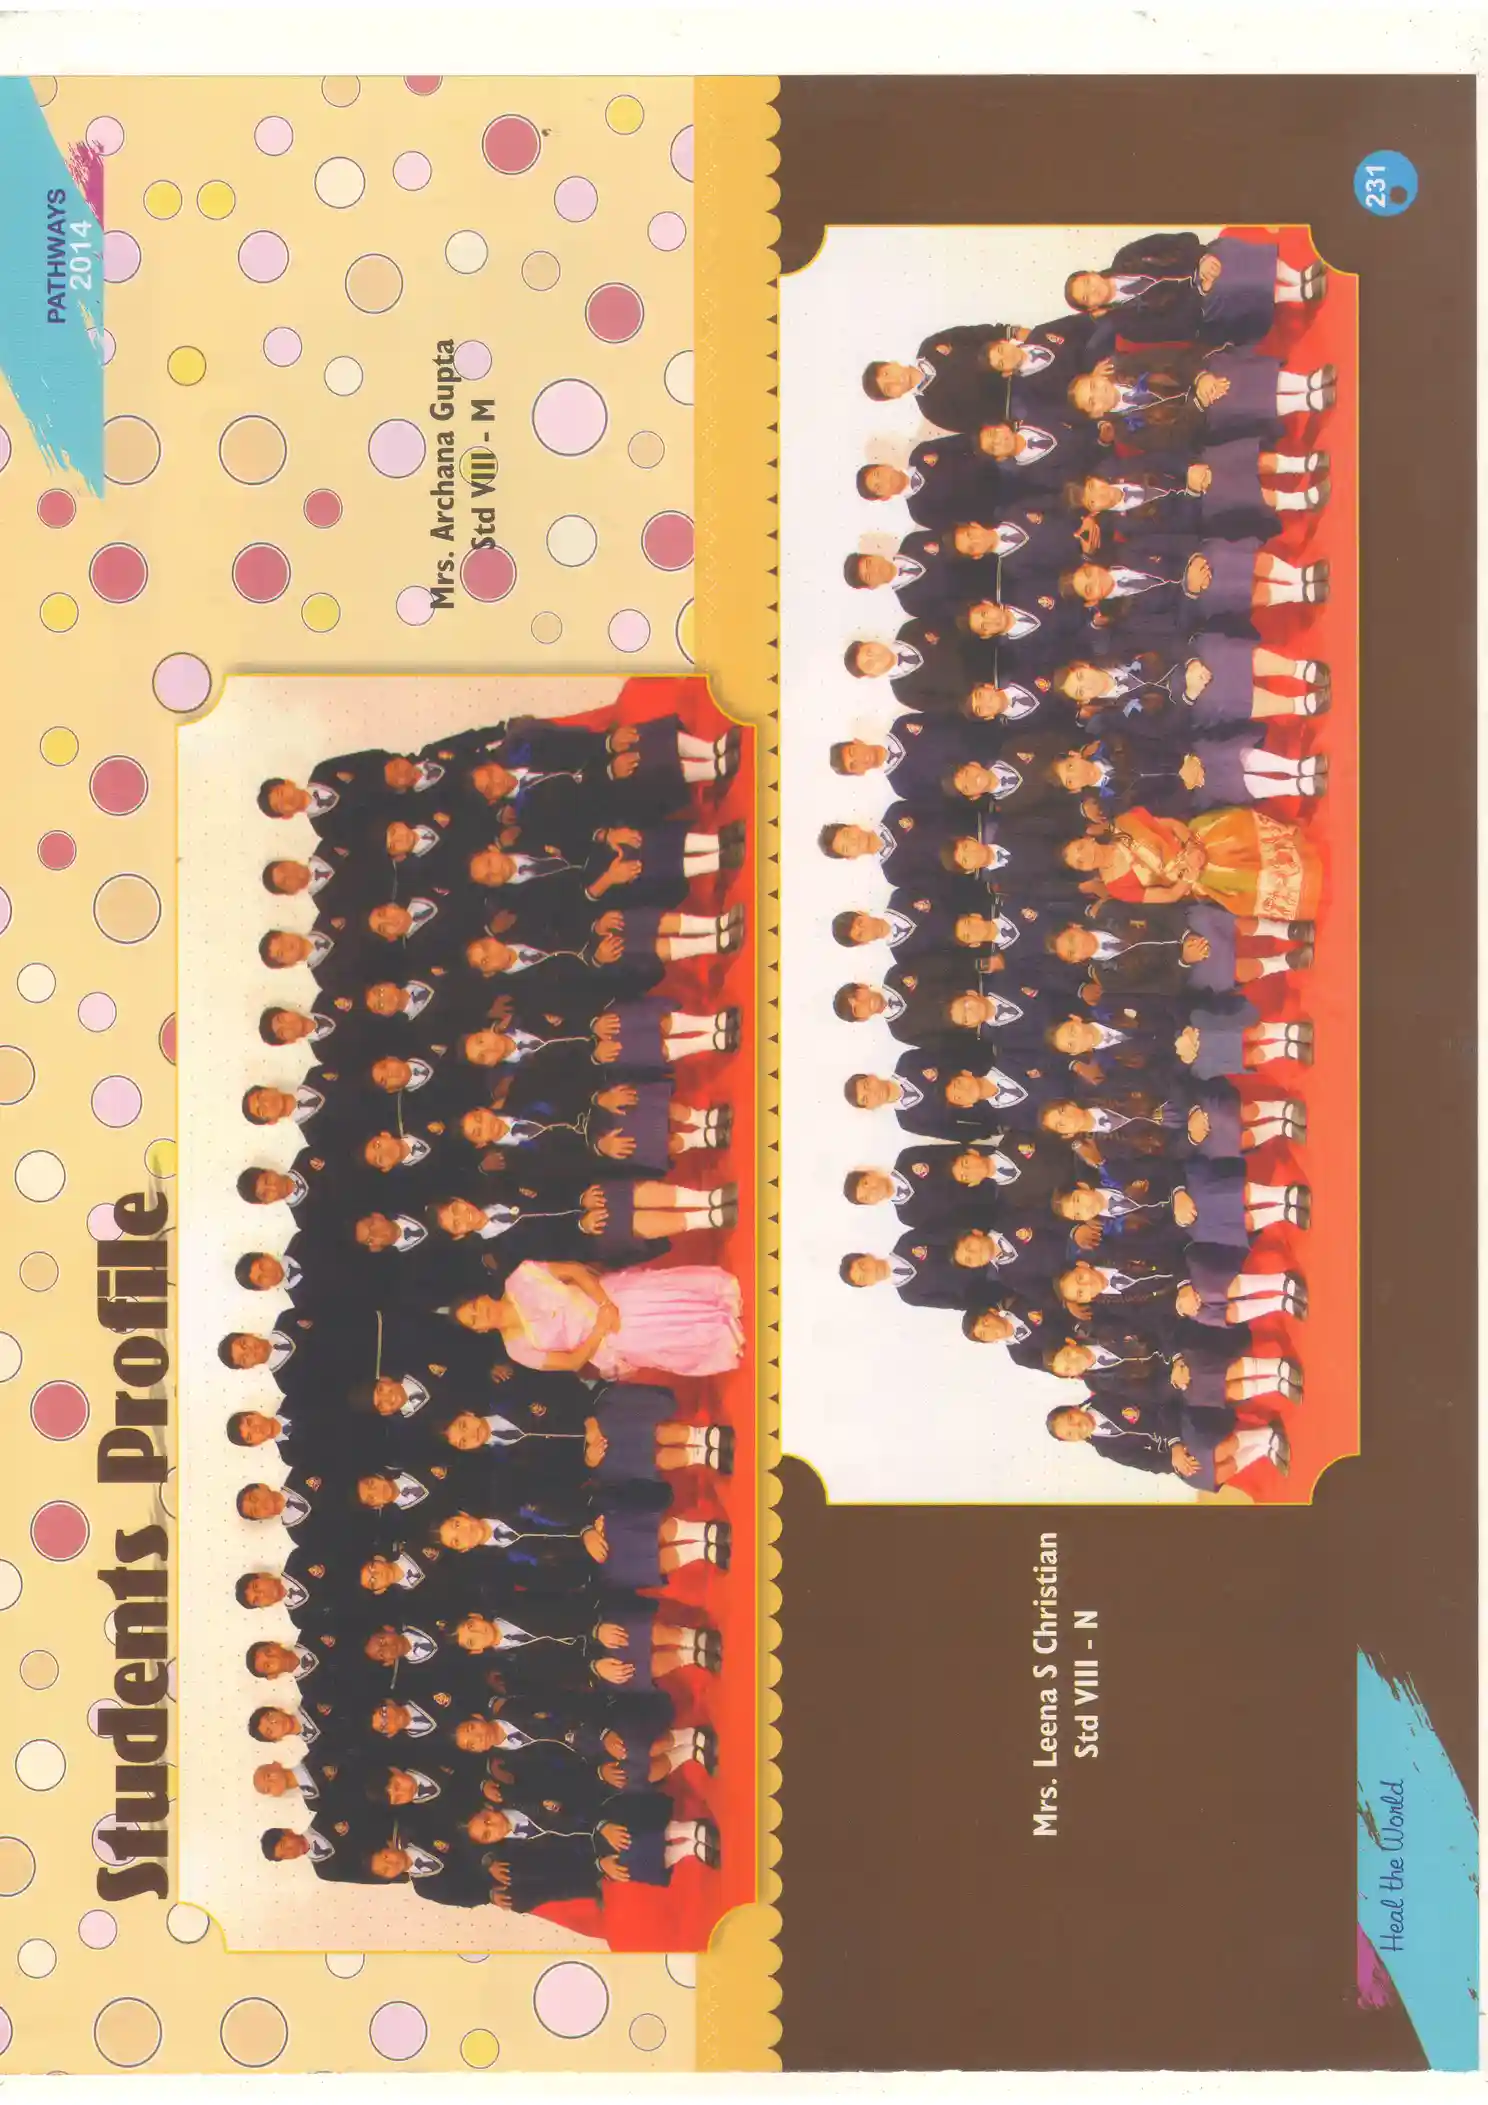 PATHWAYS
2014
Students Profile
Mrs. Archana Gupta
Std VIII - M
Mrs. Leena S Christian
Std VIII - N
Heal the World
231